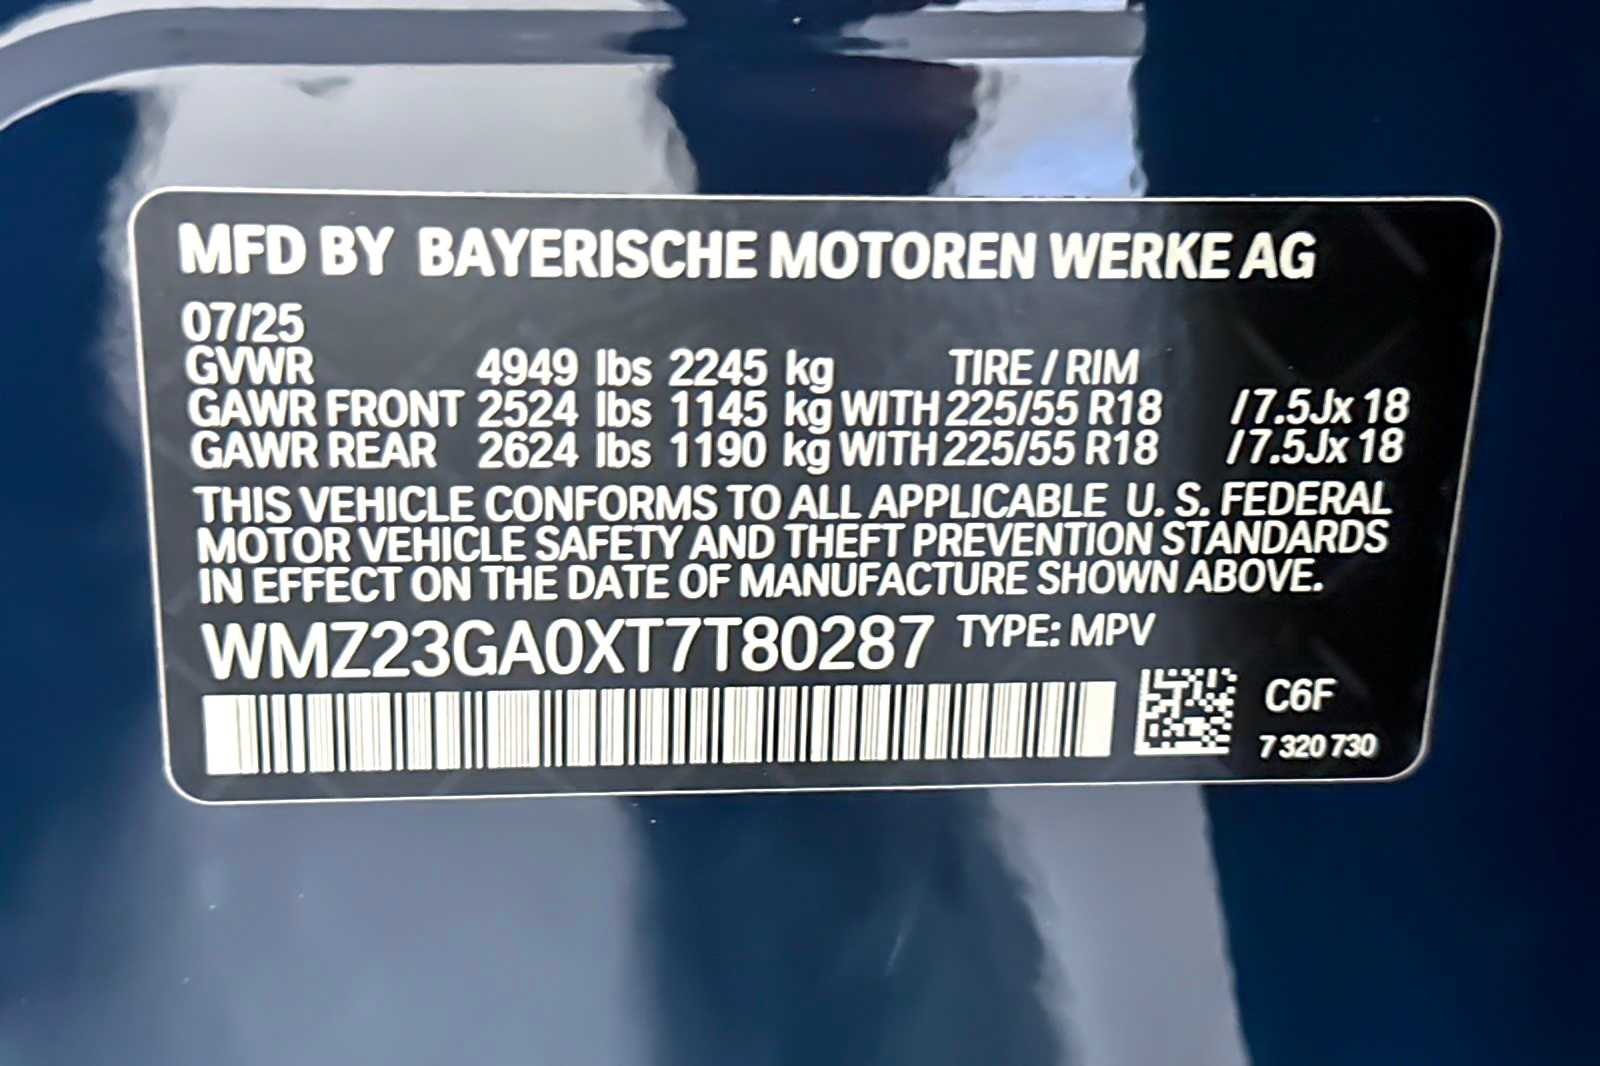 MFD BY BAYERISCHE MOTOREN WERKE AG
07/25
GVWR 4949 lbs 2245 kg TIRE / RIM
GAWR FRONT 2524 lbs 1145 kg WITH 225/55 R18 /7.5Jx 18
GAWR REAR 2624 lbs 1190 kg WITH 225/55 R18 /7.5Jx 18
THIS VEHICLE CONFORMS TO ALL APPLICABLE U. S. FEDERAL
MOTOR VEHICLE SAFETY AND THEFT PREVENTION STANDARDS
IN EFFECT ON THE DATE OF MANUFACTURE SHOWN ABOVE.
WMZ23GA0XT7T80287 TYPE: MPV
C6F
7 320 730